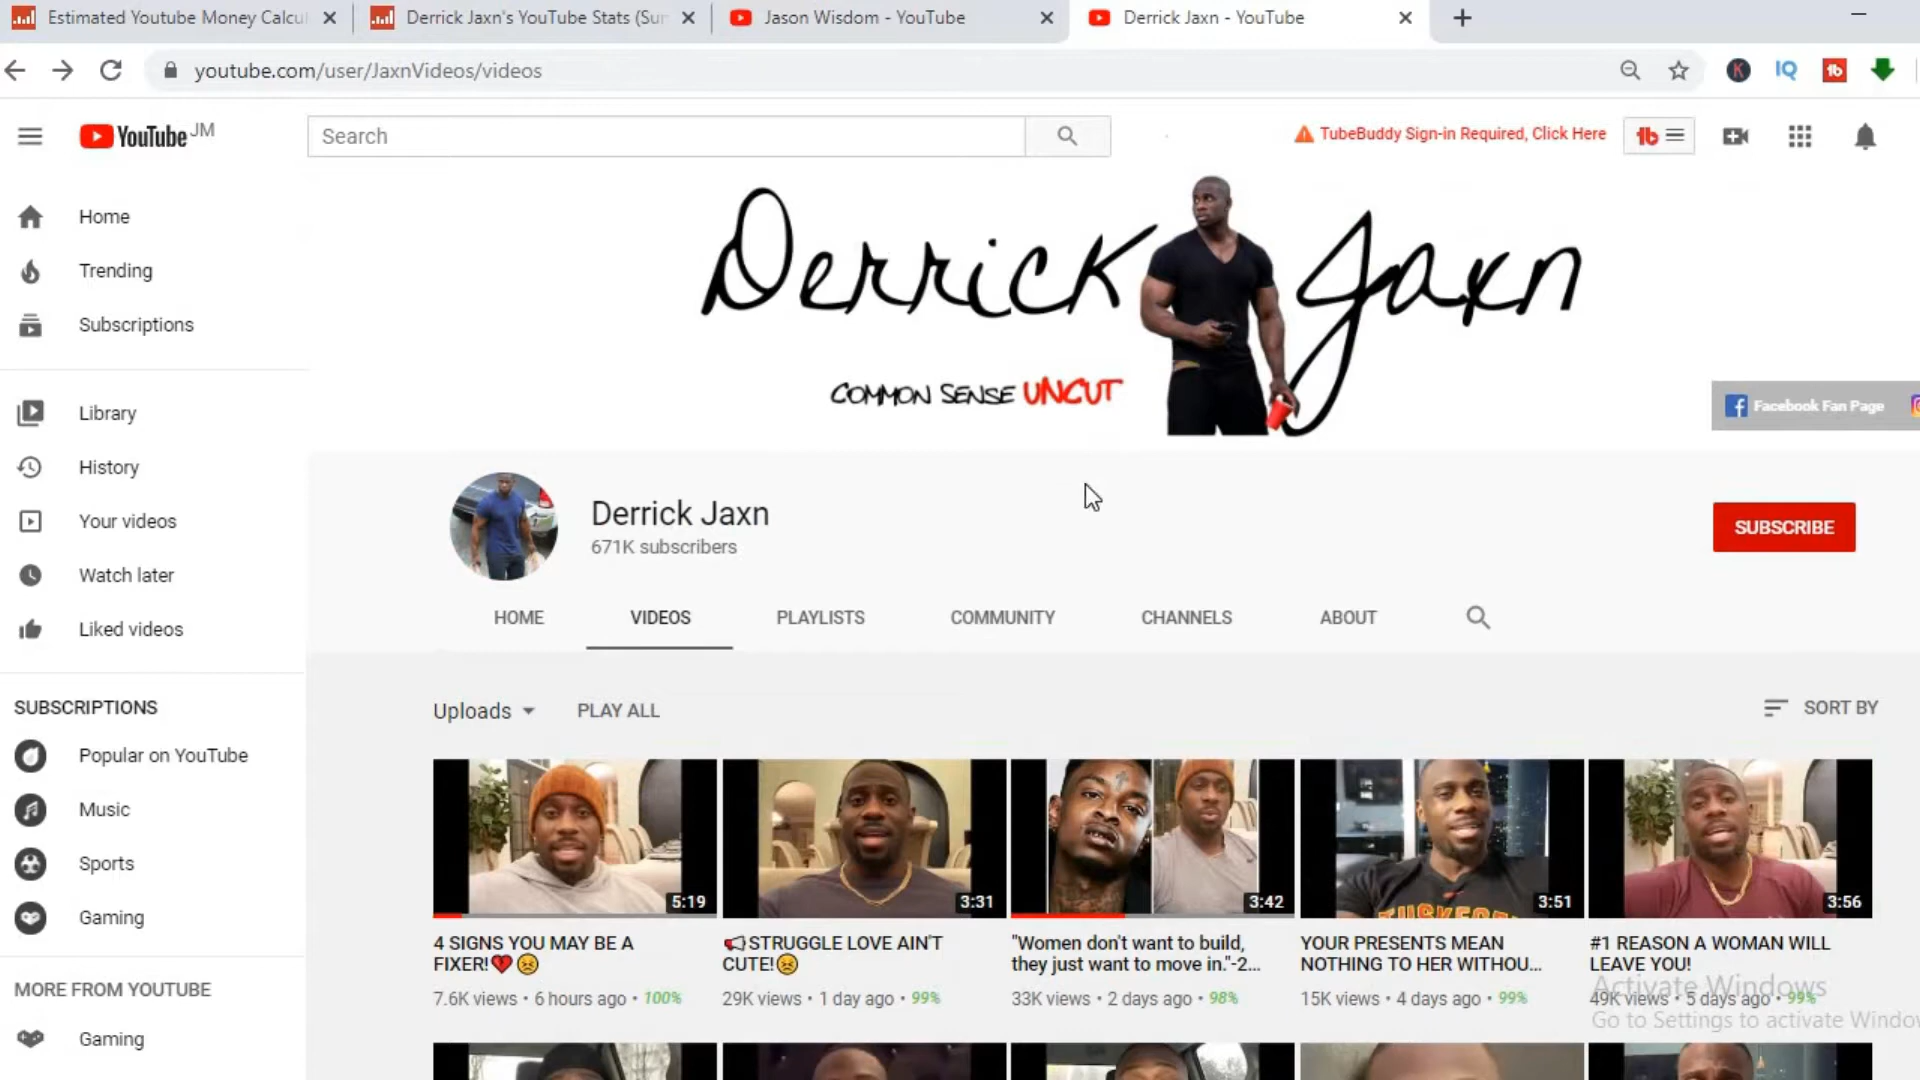 Estimated Youtube Money Calcu
Derrick Jaxn's YouTube Stats (Sum
Jason Wisdom - YouTube
Derrick Jaxn - YouTube
youtube.com/user/JaxnVideos/videos
K
IQ
tb
YouTube JM
Search
TubeBuddy Sign-in Required, Click Here
tb
Derrick Jaxn
COMMON SENSE UNCUT
Facebook Fan Page
Home
Trending
Subscriptions
Library
History
Your videos
Watch later
Liked videos
SUBSCRIPTIONS
Popular on YouTube
Music
Sports
Gaming
MORE FROM YOUTUBE
Gaming
Derrick Jaxn
671K subscribers
SUBSCRIBE
HOME VIDEOS PLAYLISTS COMMUNITY CHANNELS ABOUT
Uploads PLAY ALL
SORT BY
5:19
4 SIGNS YOU MAY BE A
FIXER!💔😣
7.6K views • 6 hours ago • 100%
3:31
📢STRUGGLE LOVE AIN'T
CUTE!😣
29K views • 1 day ago • 99%
3:42
"Women don't want to build,
they just want to move in."-2...
33K views • 2 days ago • 98%
3:51
YOUR PRESENTS MEAN
NOTHING TO HER WITHOU...
15K views • 4 days ago • 99%
3:56
#1 REASON A WOMAN WILL
LEAVE YOU!
49K views • 5 days ago • 99%
Activate Windows
Go to Settings to activate Window